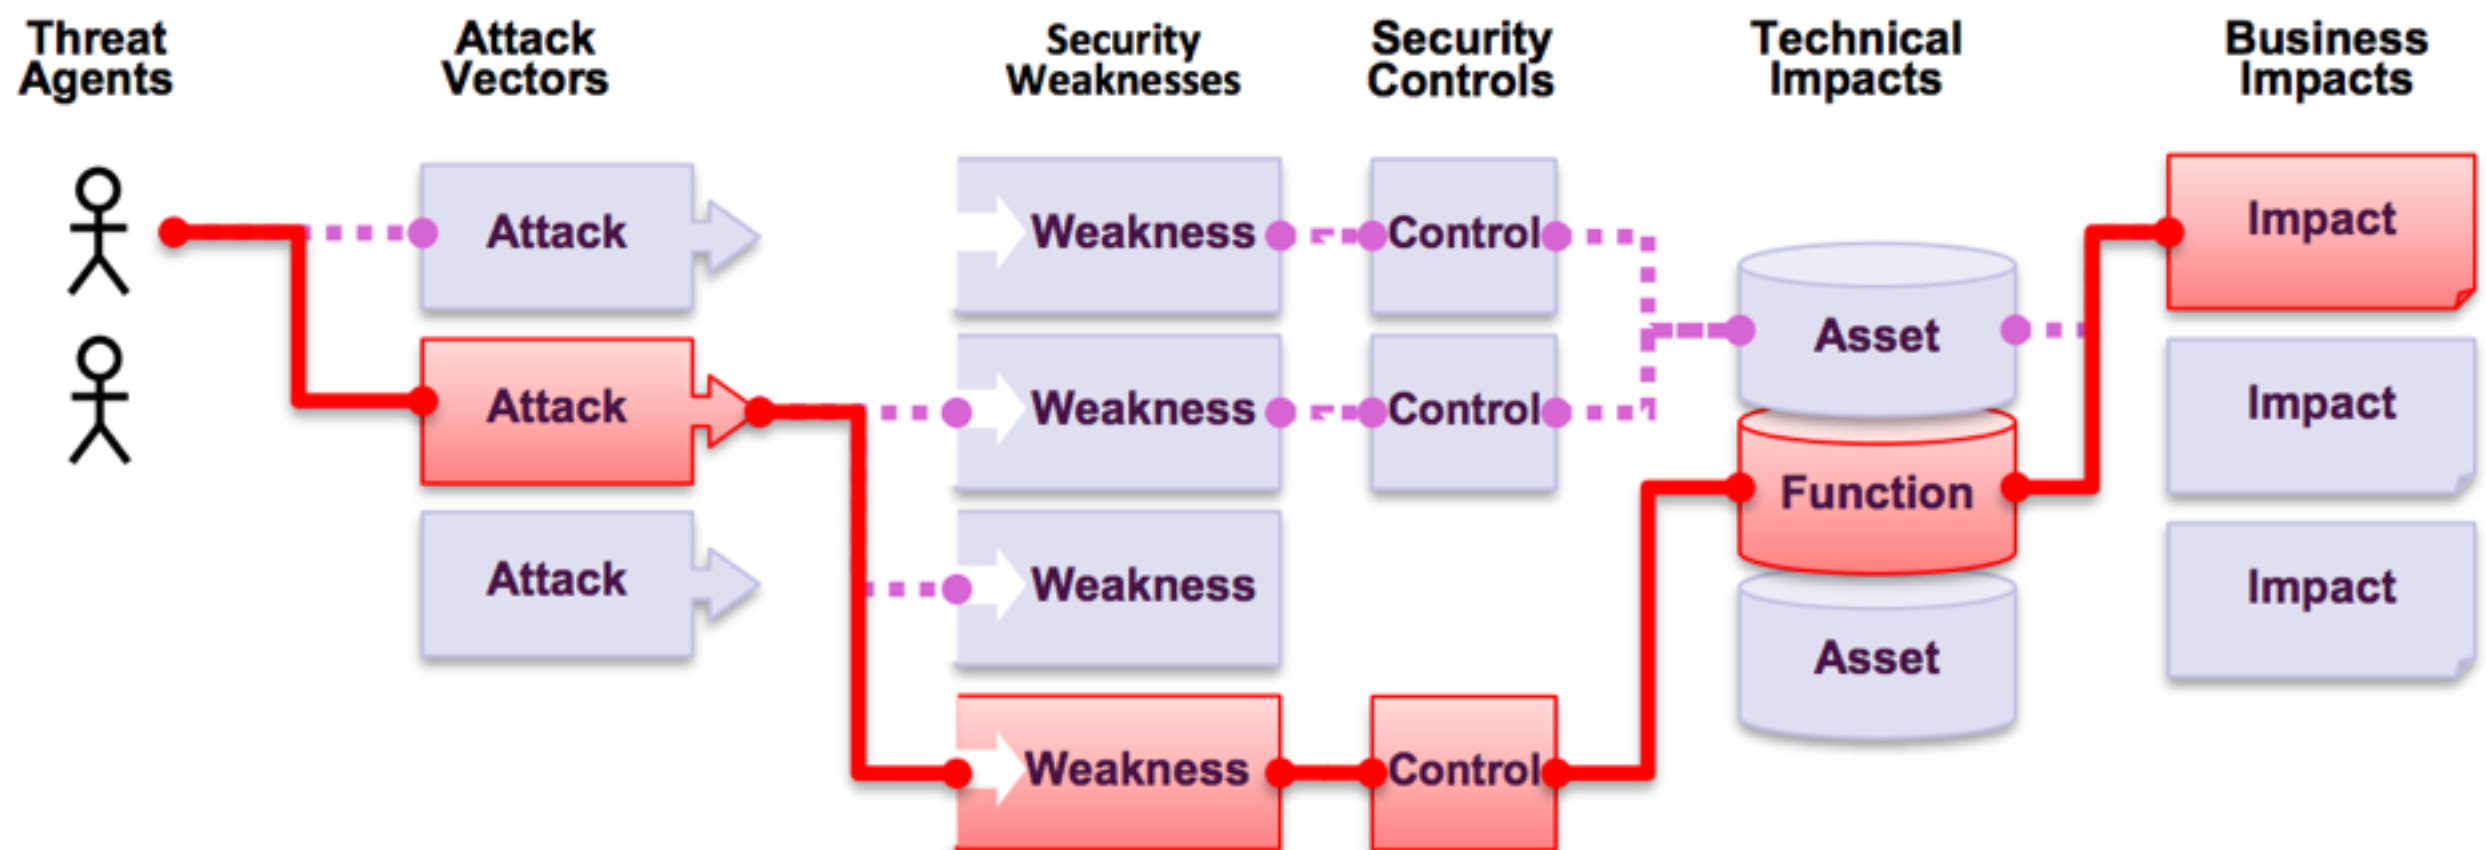 Threat
Agents
Attack
Vectors
Security
Weaknesses
Security
Controls
Technical
Impacts
Business
Impacts
Attack
Weakness
Control
Impact
Asset
Attack
Weakness
Control
Impact
Function
Attack
Weakness
Impact
Asset
Weakness
Control